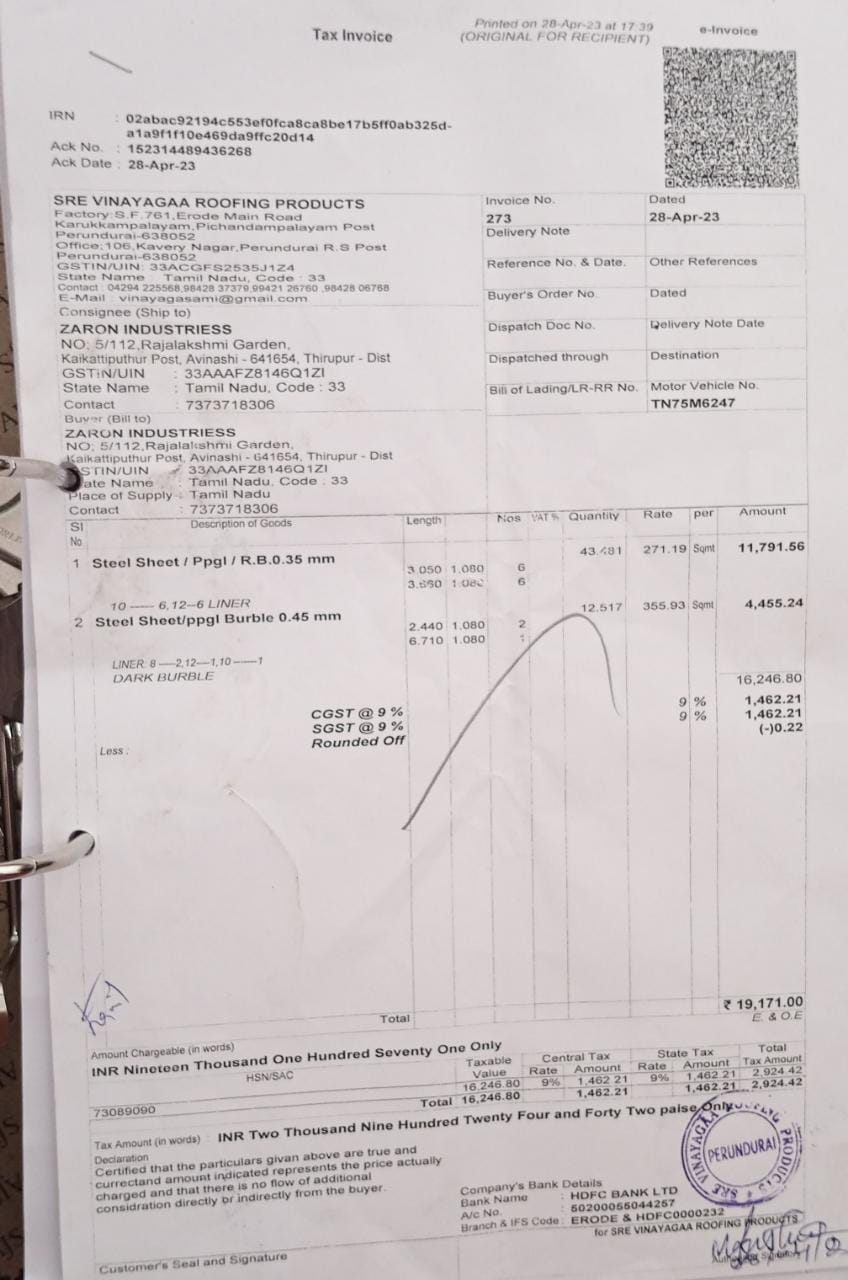 Tax Invoice
Printed on 28-Apr-23 at 17:39
(ORIGINAL FOR RECIPIENT)
e-Invoice
IRN : 02abac92194c553ef0fca8ca8be17b5ff0ab325d-
a1a9f1f10e469da9ffc20d14
Ack No. : 152314489436268
Ack Date : 28-Apr-23
SRE VINAYAGAA ROOFING PRODUCTS
Factory:S.F.761,Erode Main Road
Karukkampalayam,Pichandampalayam Post
Perundurai-638052
Office:106,Kavery Nagar,Perundurai R.S Post
Perundurai-638052
GSTIN/UIN: 33ACGFS2535J1Z4
State Name Tamil Nadu, Code : 33
Contact : 04294 225568,98428 37379,99421 26760 ,98428 06768
E-Mail : vinayagasami@gmail.com
Invoice No. Dated
273 28-Apr-23
Delivery Note
Reference No. & Date. Other References
Buyer's Order No. Dated
Dispatch Doc No. Delivery Note Date
Dispatched through Destination
Bill of Lading/LR-RR No. Motor Vehicle No.
TN75M6247
Consignee (Ship to)
ZARON INDUSTRIESS
NO; 5/112,Rajalakshmi Garden,
Kaikattiputhur Post, Avinashi - 641654, Thirupur - Dist
GSTIN/UIN : 33AAAFZ8146Q1ZI
State Name : Tamil Nadu, Code : 33
Contact : 7373718306
Buyer (Bill to)
ZARON INDUSTRIESS
NO; 5/112,Rajalakshmi Garden,
Kaikattiputhur Post, Avinashi - 641654, Thirupur - Dist
STIN/UIN : 33AAAFZ8146Q1ZI
ate Name : Tamil Nadu, Code : 33
Place of Supply : Tamil Nadu
Contact : 7373718306
Sl No Description of Goods Length Nos VAT % Quantity Rate per Amount
1 Steel Sheet / Ppgl / R.B.0.35 mm 43.481 271.19 Sqmt 11,791.56
3.050 1.080 6
1.080 6
10 ----- 6,12--6 LINER
2 Steel Sheet/ppgl Burble 0.45 mm 12.517 355.93 Sqmt 4,455.24
2.440 1.080 2
6.710 1.080 1
LINER: 8 ----2,12---1,10 ------1
DARK BURBLE
16,246.80
CGST @ 9 % 9 % 1,462.21
SGST @ 9 % 9 % 1,462.21
Less : Rounded Off (-)0.22
Total ₹ 19,171.00
E. & O.E
Amount Chargeable (in words)
INR Nineteen Thousand One Hundred Seventy One Only
HSN/SAC Taxable Value Central Tax State Tax Total Tax Amount
Rate Amount Rate Amount
73089090 16,246.80 9% 1,462.21 9% 1,462.21 2,924.42
Total 16,246.80 1,462.21 1,462.21 2,924.42
Tax Amount (in words) : INR Two Thousand Nine Hundred Twenty Four and Forty Two paise Only
Declaration
Certified that the particulars givan above are true and
currectand amount indicated represents the price actually
charged and that there is no flow of additional
considration directly or indirectly from the buyer.
Company's Bank Details
Bank Name : HDFC BANK LTD
A/c No. : 50200055044257
Branch & IFS Code : ERODE & HDFC0000232
for SRE VINAYAGAA ROOFING PRODUCTS
SRE VINAYAGAA ROOFING PRODUCTS
PERUNDURAI
Customer's Seal and Signature